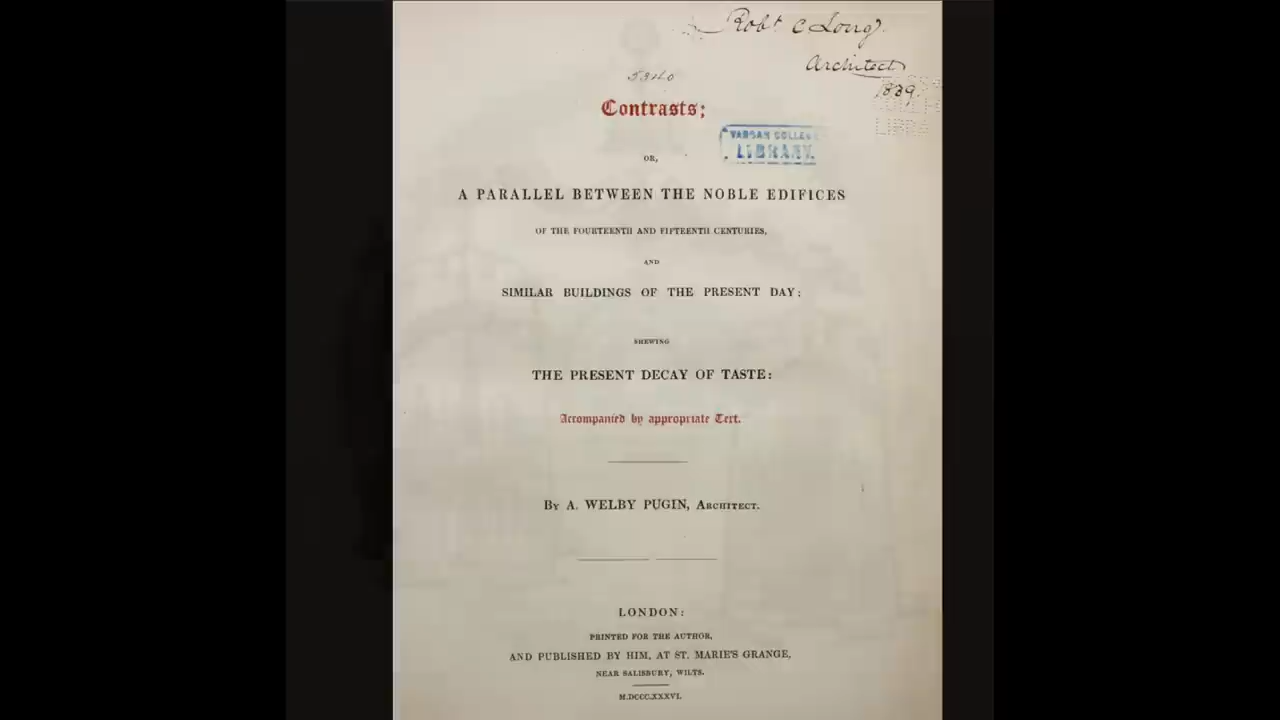 Robt C Long
Architect
1839.
5340
Contrasts;
VASSAR COLLEGE
LIBRARY.
OR,
A PARALLEL BETWEEN THE NOBLE EDIFICES
OF THE FOURTEENTH AND FIFTEENTH CENTURIES,
AND
SIMILAR BUILDINGS OF THE PRESENT DAY;
SHEWING
THE PRESENT DECAY OF TASTE:
Accompanied by appropriate Text.
BY A. WELBY PUGIN, ARCHITECT.
LONDON:
PRINTED FOR THE AUTHOR,
AND PUBLISHED BY HIM, AT ST. MARIE'S GRANGE,
NEAR SALISBURY, WILTS.
M.DCCC.XXXVI.